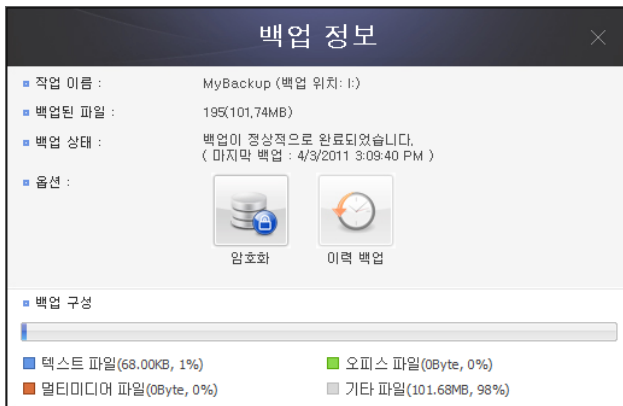 백업 정보
작업 이름 : MyBackup (백업 위치: I:)
백업된 파일 : 195(101,74MB)
백업 상태 : 백업이 정상적으로 완료되었습니다.
( 마지막 백업 : 4/3/2011 3:09:40 PM )
옵션 :
암호화 이력 백업
백업 구성
텍스트 파일(68.00KB, 1%) 오피스 파일(0Byte, 0%)
멀티미디어 파일(0Byte, 0%) 기타 파일(101.68MB, 98%)